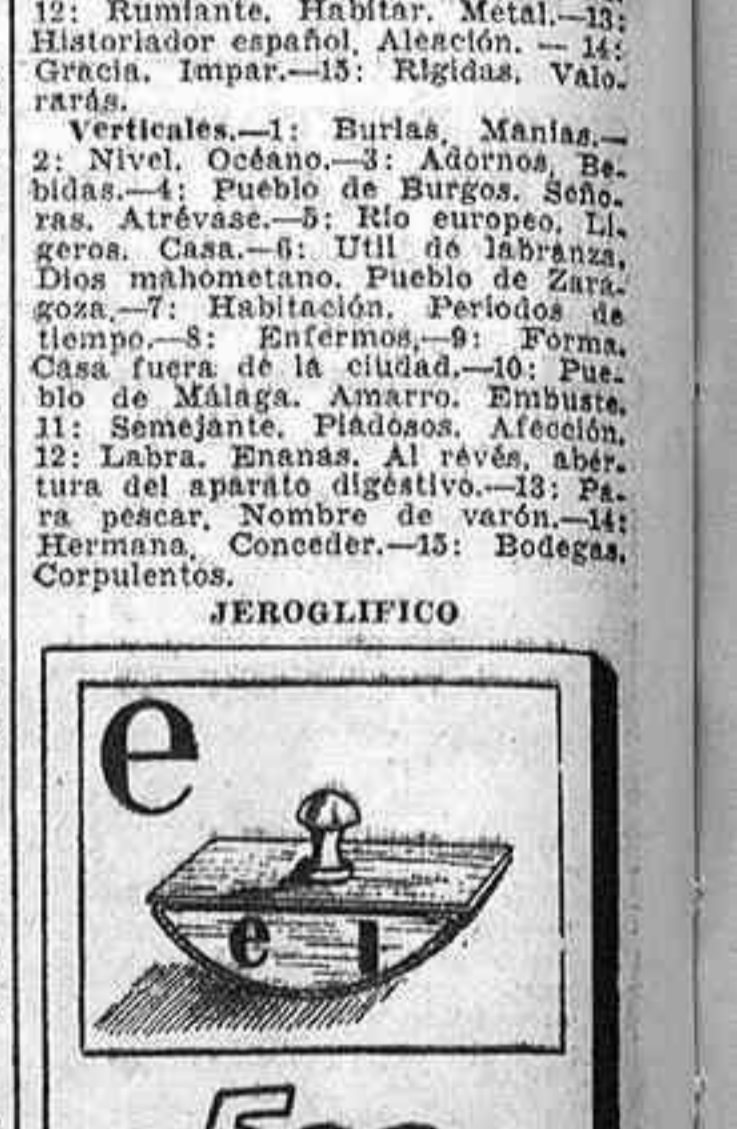 12: Rumiante. Habitar. Metal.—13:
Historiador español. Aleación. — 14:
Gracia. Impar.—15: Rígidas. Valo-
rarás.
Verticales.—1: Burlas. Manías.—
2: Nivel. Océano.—3: Adornos. Be-
bidas.—4: Pueblo de Burgos. Seño-
ras. Atrévase.—5: Río europeo. Li-
geros. Casa.—6: Util de labranza.
Dios mahometano. Pueblo de Zara-
goza.—7: Habitación. Periodos de
tiempo.—8: Enfermos.—9: Forma.
Casa fuera de la ciudad.—10: Pue-
blo de Málaga. Amarro. Embuste.
11: Semejante. Piadosos. Afección.
12: Labra. Enanas. Al revés, aber-
tura del aparato digestivo.—13: Pa-
ra pescar. Nombre de varón.—14:
Hermana. Conceder.—15: Bodegas.
Corpulentos.
JEROGLIFICO
e
e l